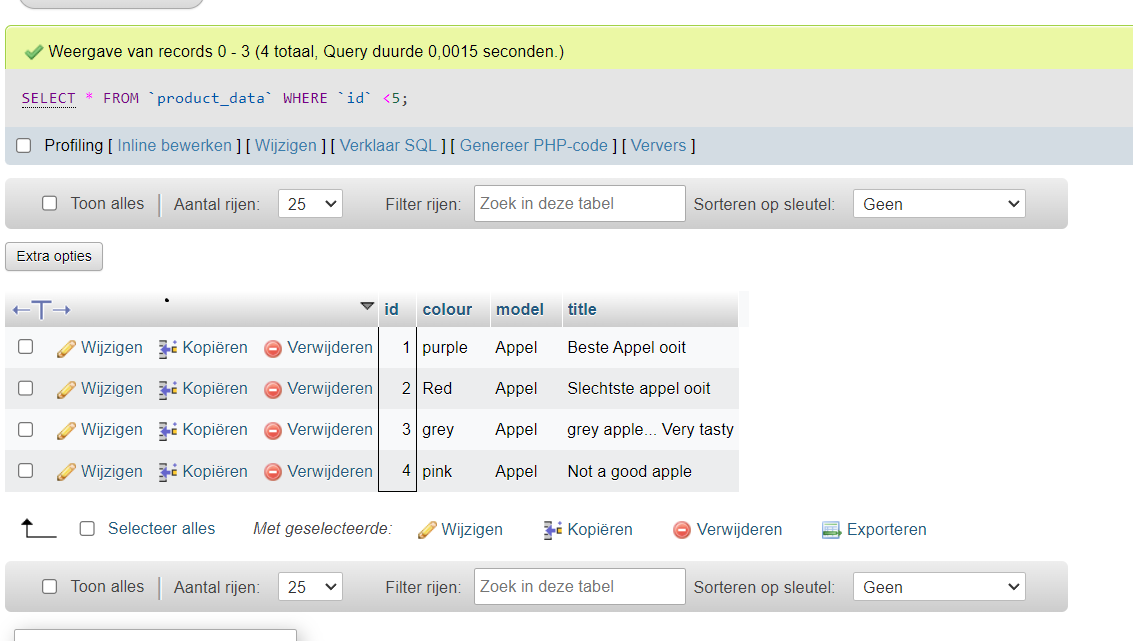 Weergave van records 0 - 3 (4 totaal, Query duurde 0,0015 seconden.)
SELECT * FROM `product_data` WHERE `id` <5;
Profiling [ Inline bewerken ] [ Wijzigen ] [ Verklaar SQL ] [ Genereer PHP-code ] [ Ververs ]
Toon alles Aantal rijen: 25 Filter rijen: Zoek in deze tabel Sorteren op sleutel: Geen
Extra opties
←T→ id colour model title
Wijzigen Kopiëren Verwijderen 1 purple Appel Beste Appel ooit
Wijzigen Kopiëren Verwijderen 2 Red Appel Slechtste appel ooit
Wijzigen Kopiëren Verwijderen 3 grey Appel grey apple... Very tasty
Wijzigen Kopiëren Verwijderen 4 pink Appel Not a good apple
Selecteer alles Met geselecteerde: Wijzigen Kopiëren Verwijderen Exporteren
Toon alles Aantal rijen: 25 Filter rijen: Zoek in deze tabel Sorteren op sleutel: Geen